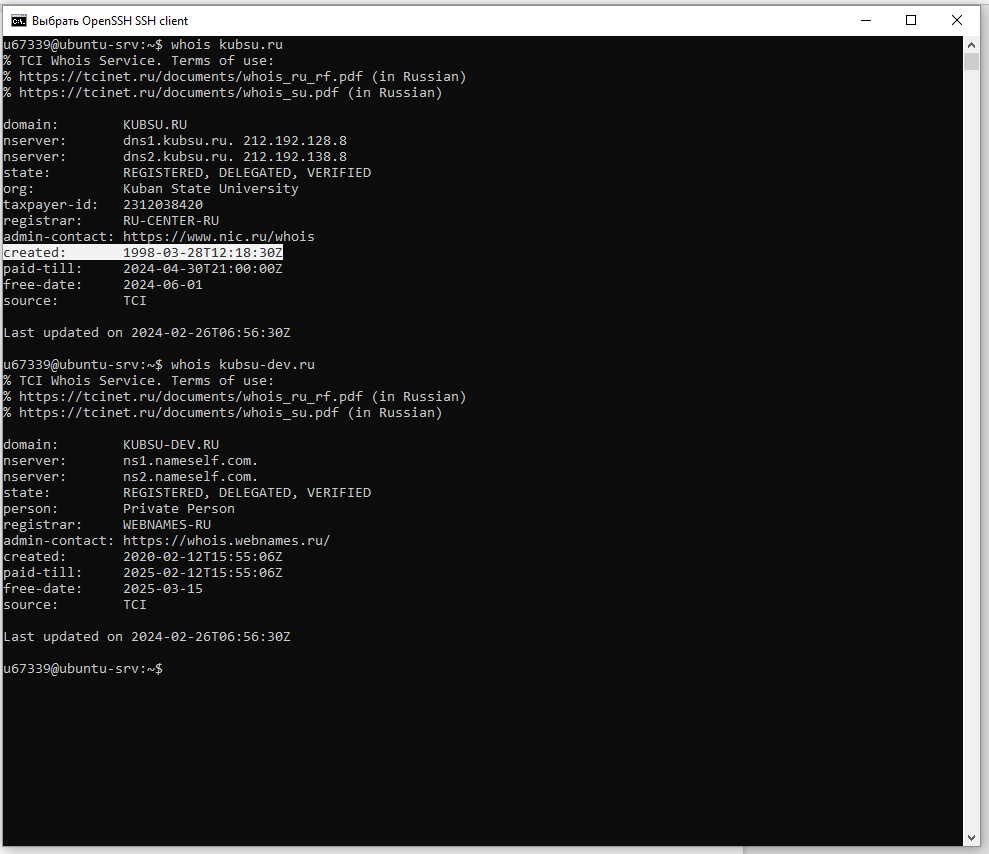 Выбрать OpenSSH SSH client
u67339@ubuntu-srv:~$ whois kubsu.ru
% TCI Whois Service. Terms of use:
% https://tcinet.ru/documents/whois_ru_rf.pdf (in Russian)
% https://tcinet.ru/documents/whois_su.pdf (in Russian)

domain:        KUBSU.RU
nserver:       dns1.kubsu.ru. 212.192.128.8
nserver:       dns2.kubsu.ru. 212.192.138.8
state:         REGISTERED, DELEGATED, VERIFIED
org:           Kuban State University
taxpayer-id:   2312038420
registrar:     RU-CENTER-RU
admin-contact: https://www.nic.ru/whois
created:       1998-03-28T12:18:30Z
paid-till:     2024-04-30T21:00:00Z
free-date:     2024-06-01
source:        TCI

Last updated on 2024-02-26T06:56:30Z

u67339@ubuntu-srv:~$ whois kubsu-dev.ru
% TCI Whois Service. Terms of use:
% https://tcinet.ru/documents/whois_ru_rf.pdf (in Russian)
% https://tcinet.ru/documents/whois_su.pdf (in Russian)

domain:        KUBSU-DEV.RU
nserver:       ns1.nameself.com.
nserver:       ns2.nameself.com.
state:         REGISTERED, DELEGATED, VERIFIED
person:        Private Person
registrar:     WEBNAMES-RU
admin-contact: https://whois.webnames.ru/
created:       2020-02-12T15:55:06Z
paid-till:     2025-02-12T15:55:06Z
free-date:     2025-03-15
source:        TCI

Last updated on 2024-02-26T06:56:30Z

u67339@ubuntu-srv:~$